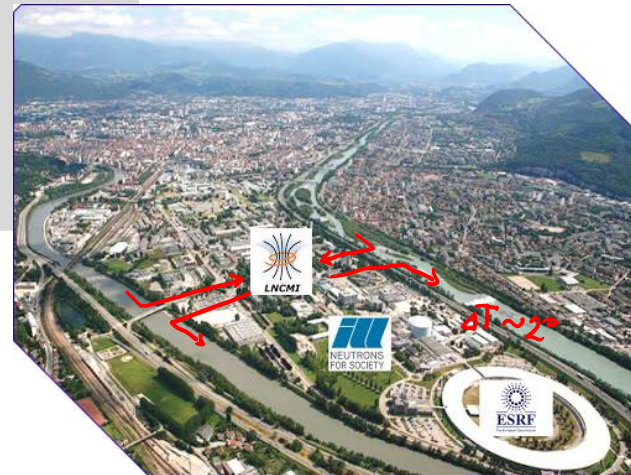 LNCMI
ΔT ~ 2°
ill
NEUTRONS
FOR SOCIETY
ESRF